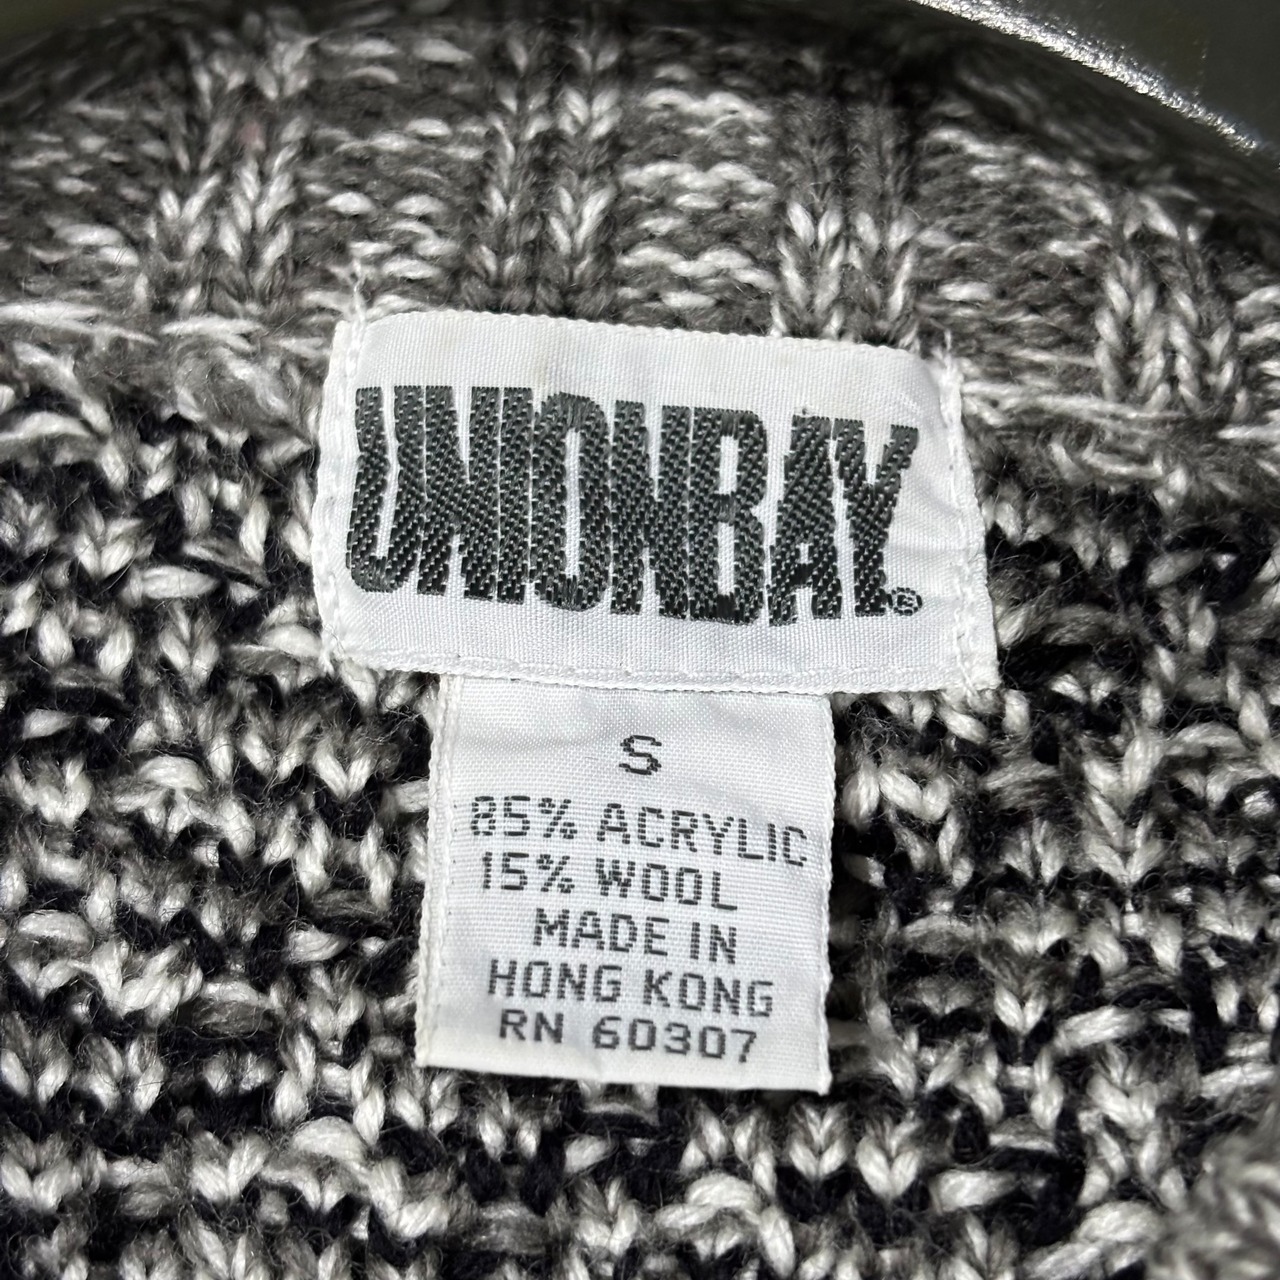 UNIONBAY®
S
85% ACRYLIC
15% WOOL
MADE IN
HONG KONG
RN 60307